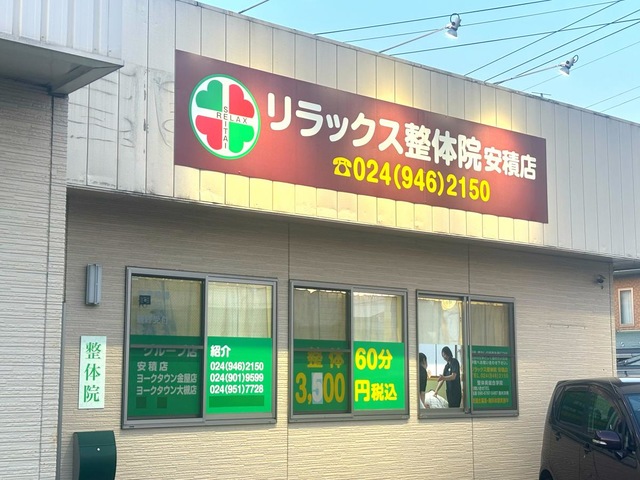 RELAX
SEITAI
リラックス整体院 安積店
☎024(946)2150
整体院
グループ店 紹介
安積店 024(946)2150
ヨークタウン金屋店 024(901)9599
ヨークタウン大槻店 024(951)7728
整体 60分
3,500 円税込